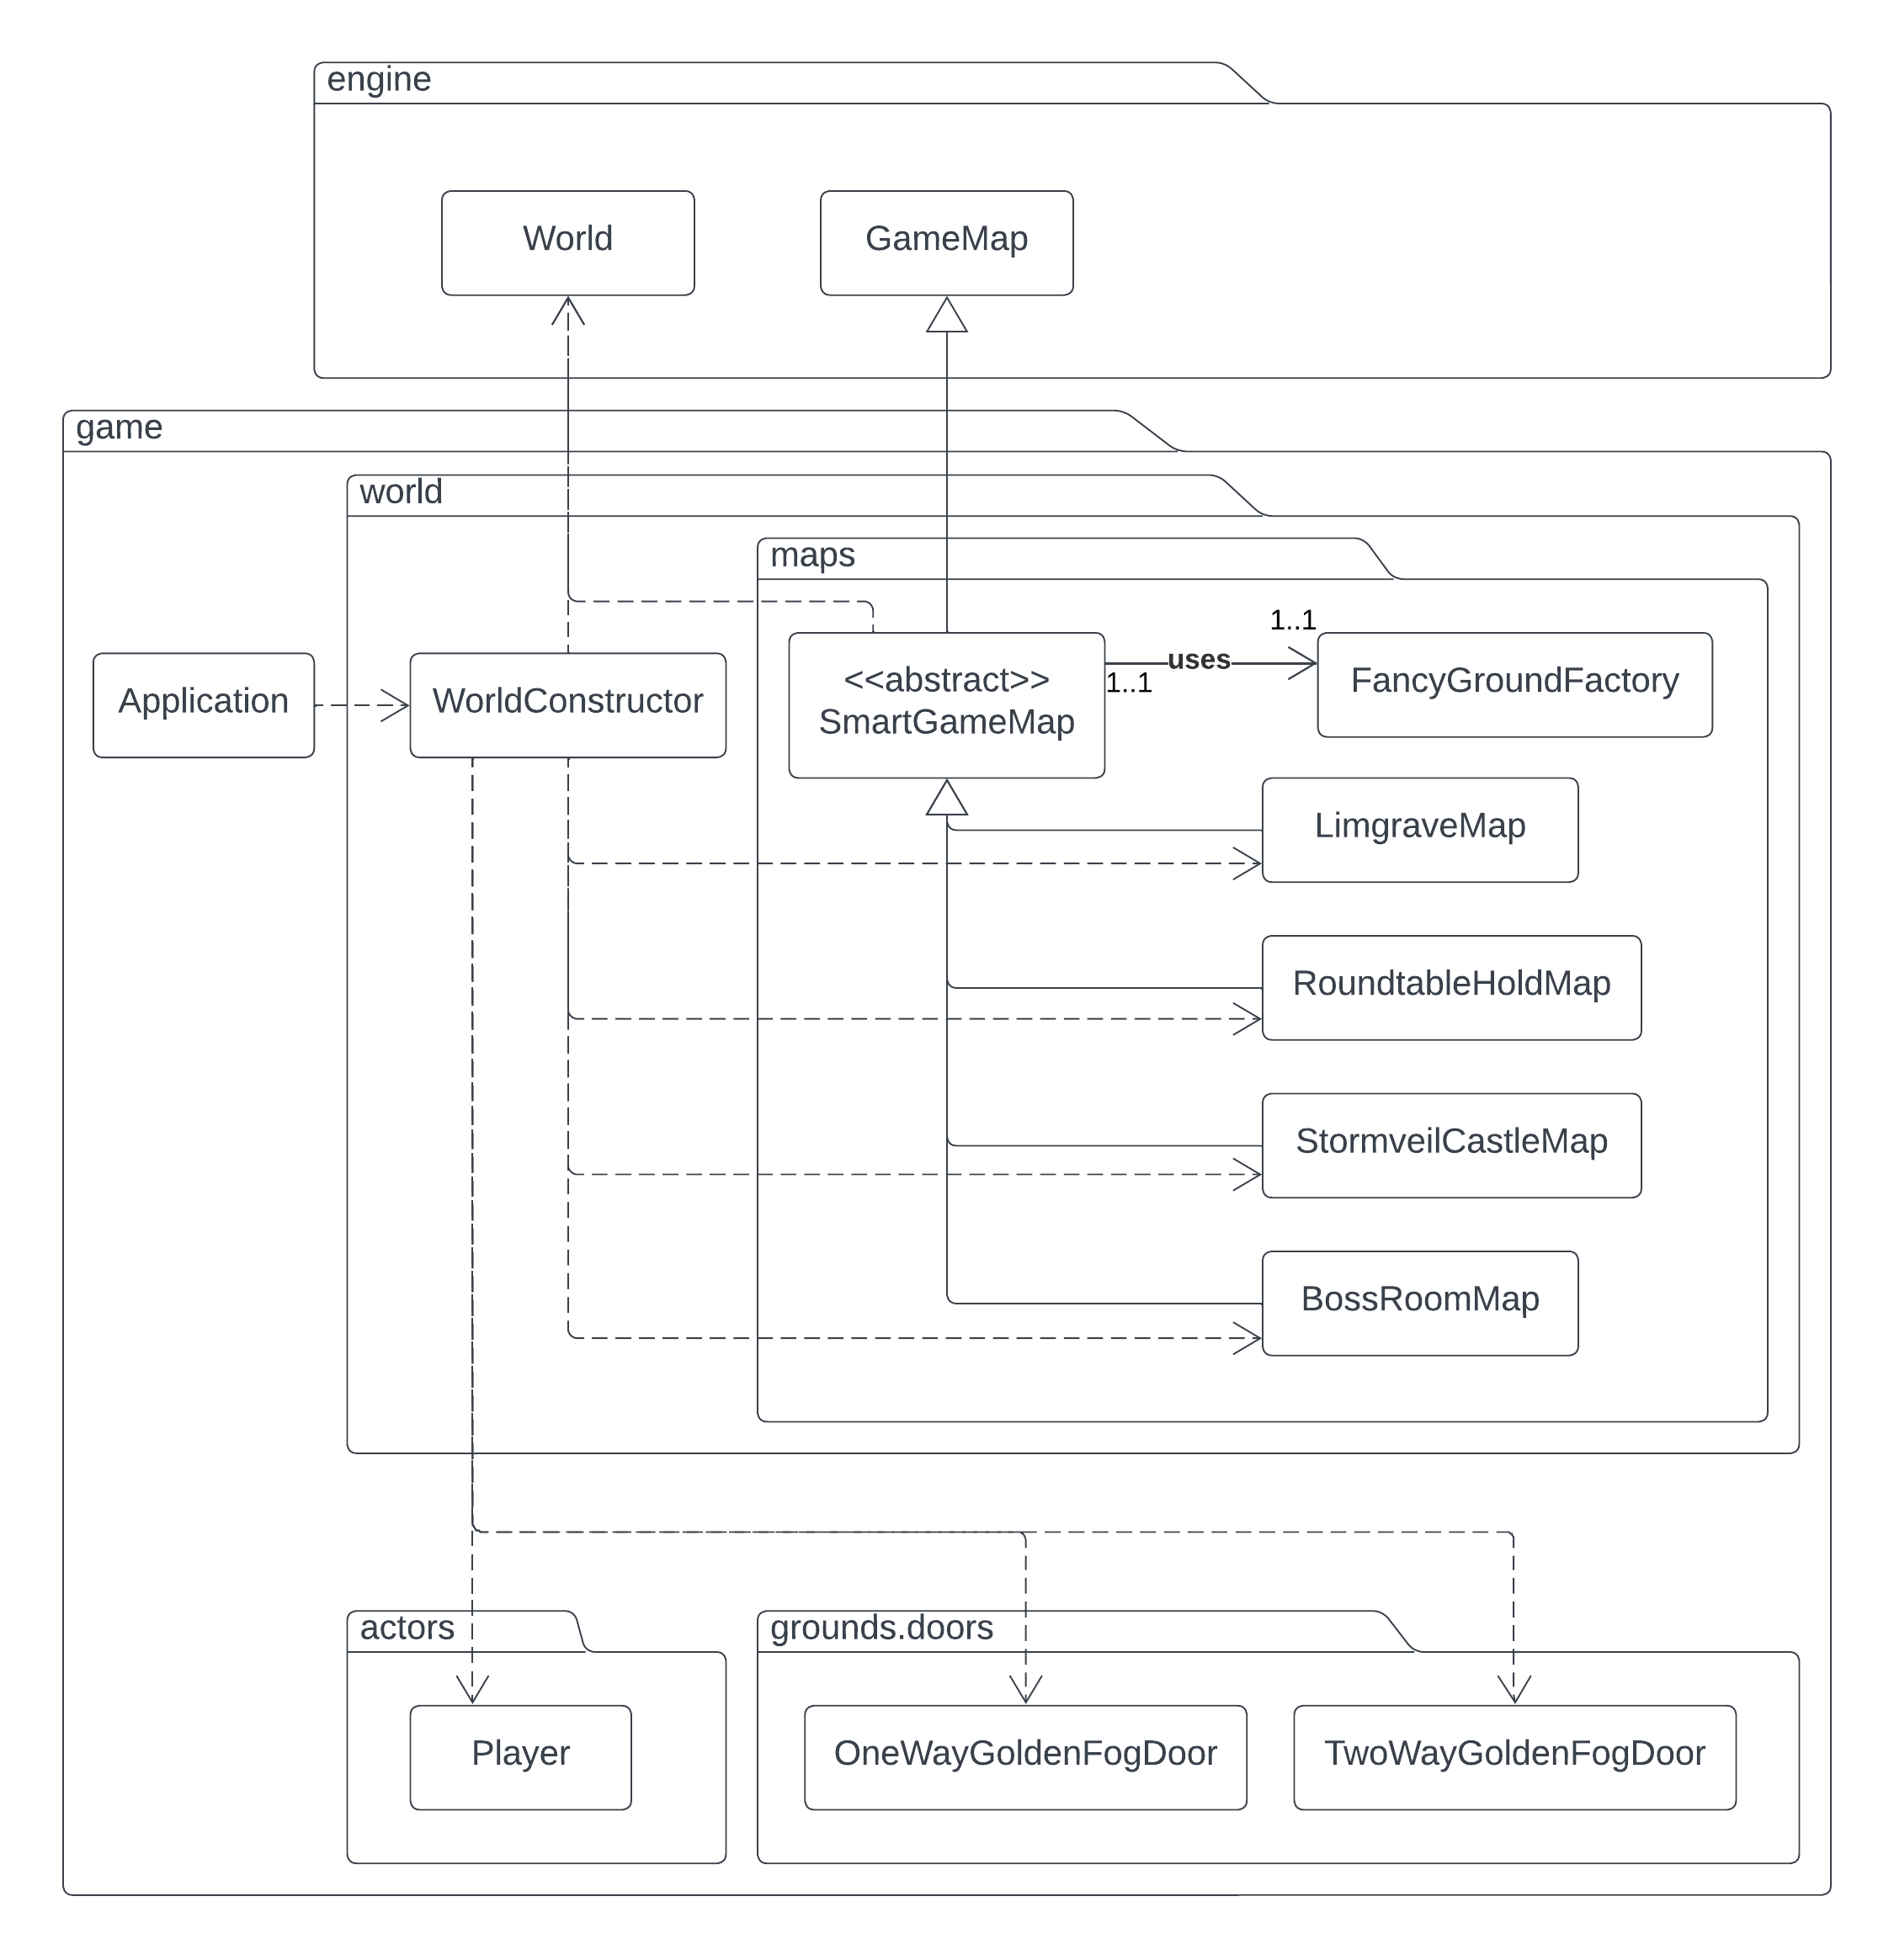 engine
World
GameMap
game
world
maps
1..1
Application
WorldConstructor
<<abstract>>
SmartGameMap
uses
1..1
FancyGroundFactory
LimgraveMap
RoundtableHoldMap
StormveilCastleMap
BossRoomMap
actors
grounds.doors
Player
OneWayGoldenFogDoor
TwoWayGoldenFogDoor